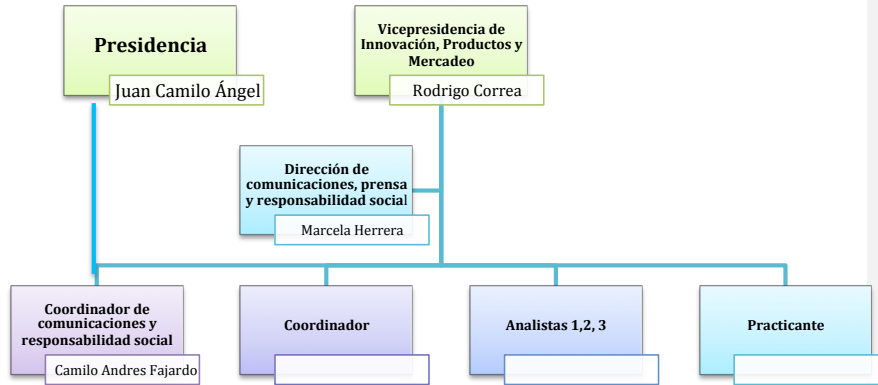 Presidencia
Juan Camilo Ángel
Vicepresidencia de
Innovación, Productos y
Mercadeo
Rodrigo Correa
Dirección de
comunicaciones, prensa
y responsabilidad social
Marcela Herrera
Coordinador de
comunicaciones y
responsabilidad social
Camilo Andres Fajardo
Coordinador
Analistas 1,2, 3
Practicante